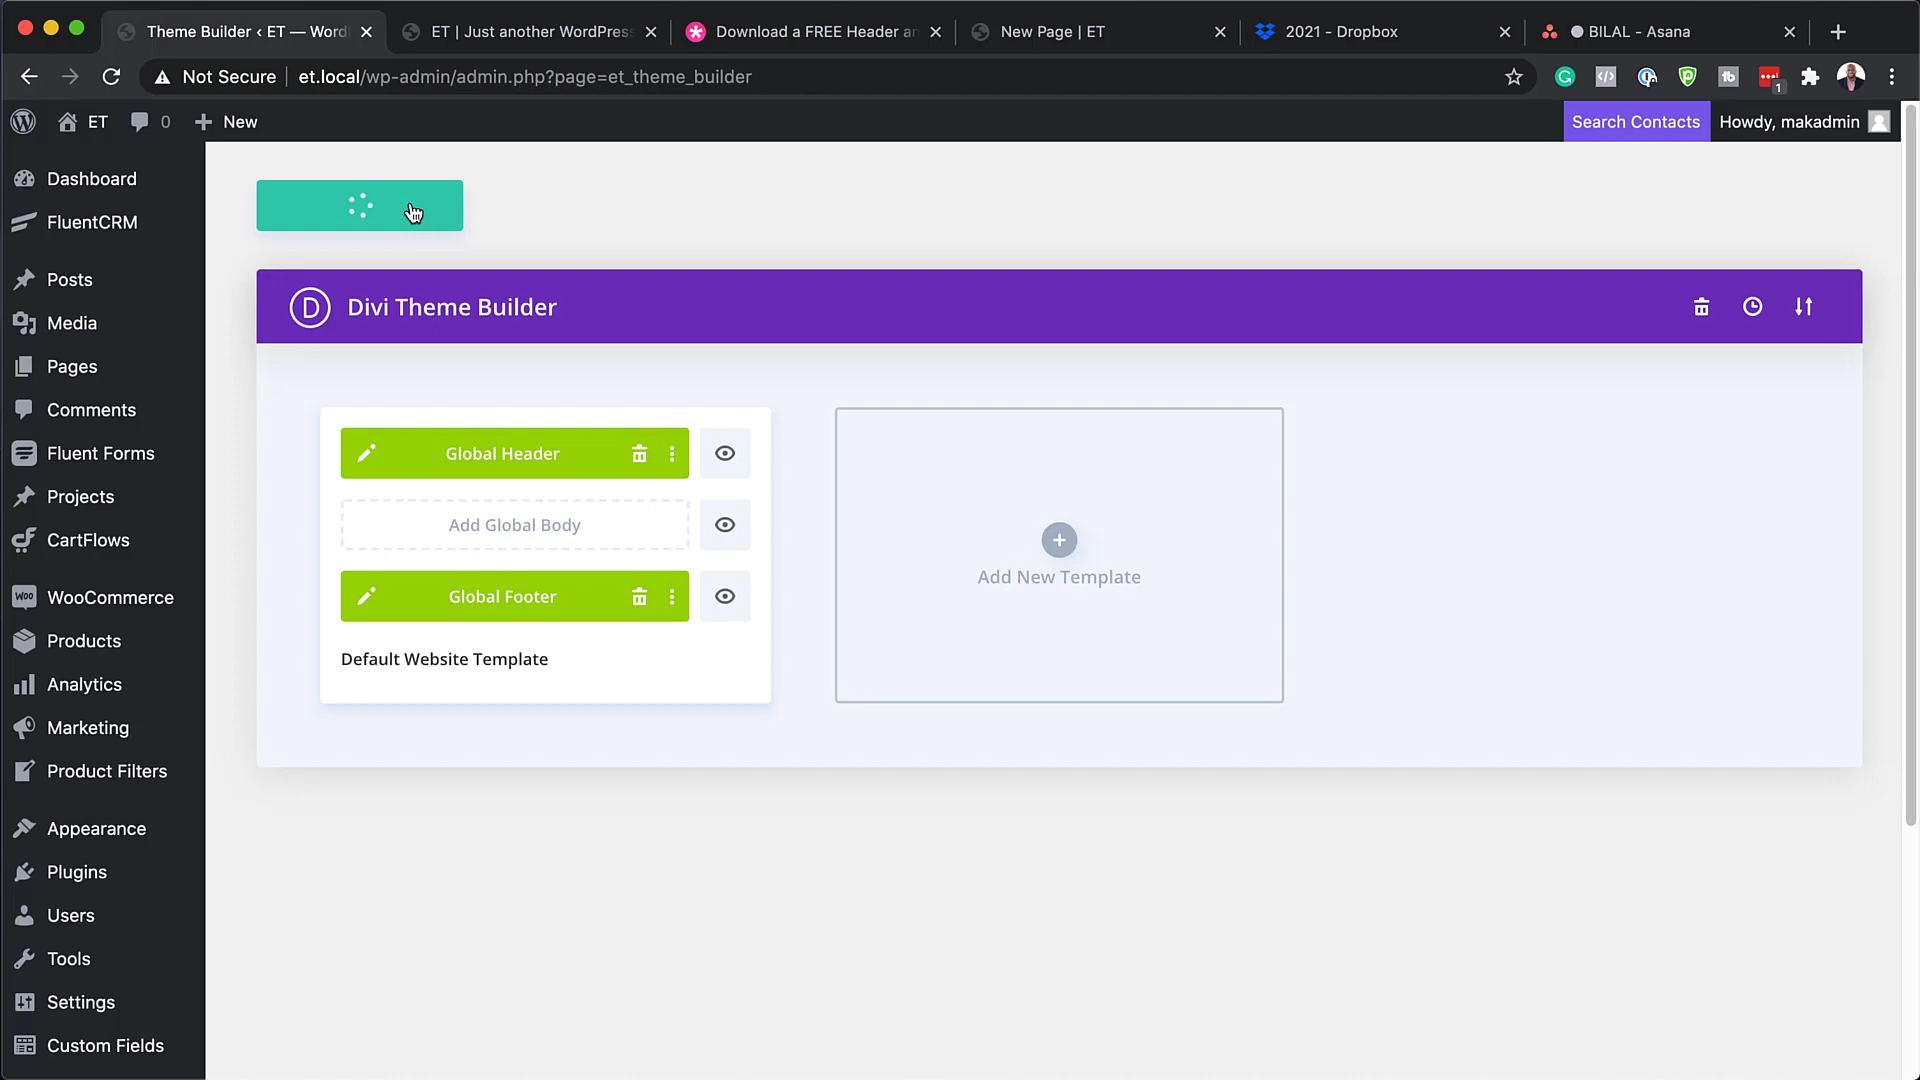 Theme Builder ‹ ET — Word
ET | Just another WordPress
Download a FREE Header an
New Page | ET
2021 - Dropbox
BILAL - Asana
Not Secure
et.local/wp-admin/admin.php?page=et_theme_builder
1
ET
0
New
Search Contacts
Howdy, makadmin
Dashboard
FluentCRM
Posts
Media
Pages
Comments
Fluent Forms
Projects
CartFlows
WooCommerce
Products
Analytics
Marketing
Product Filters
Appearance
Plugins
Users
Tools
Settings
Custom Fields
D
Divi Theme Builder
Global Header
Add Global Body
Global Footer
Default Website Template
Add New Template